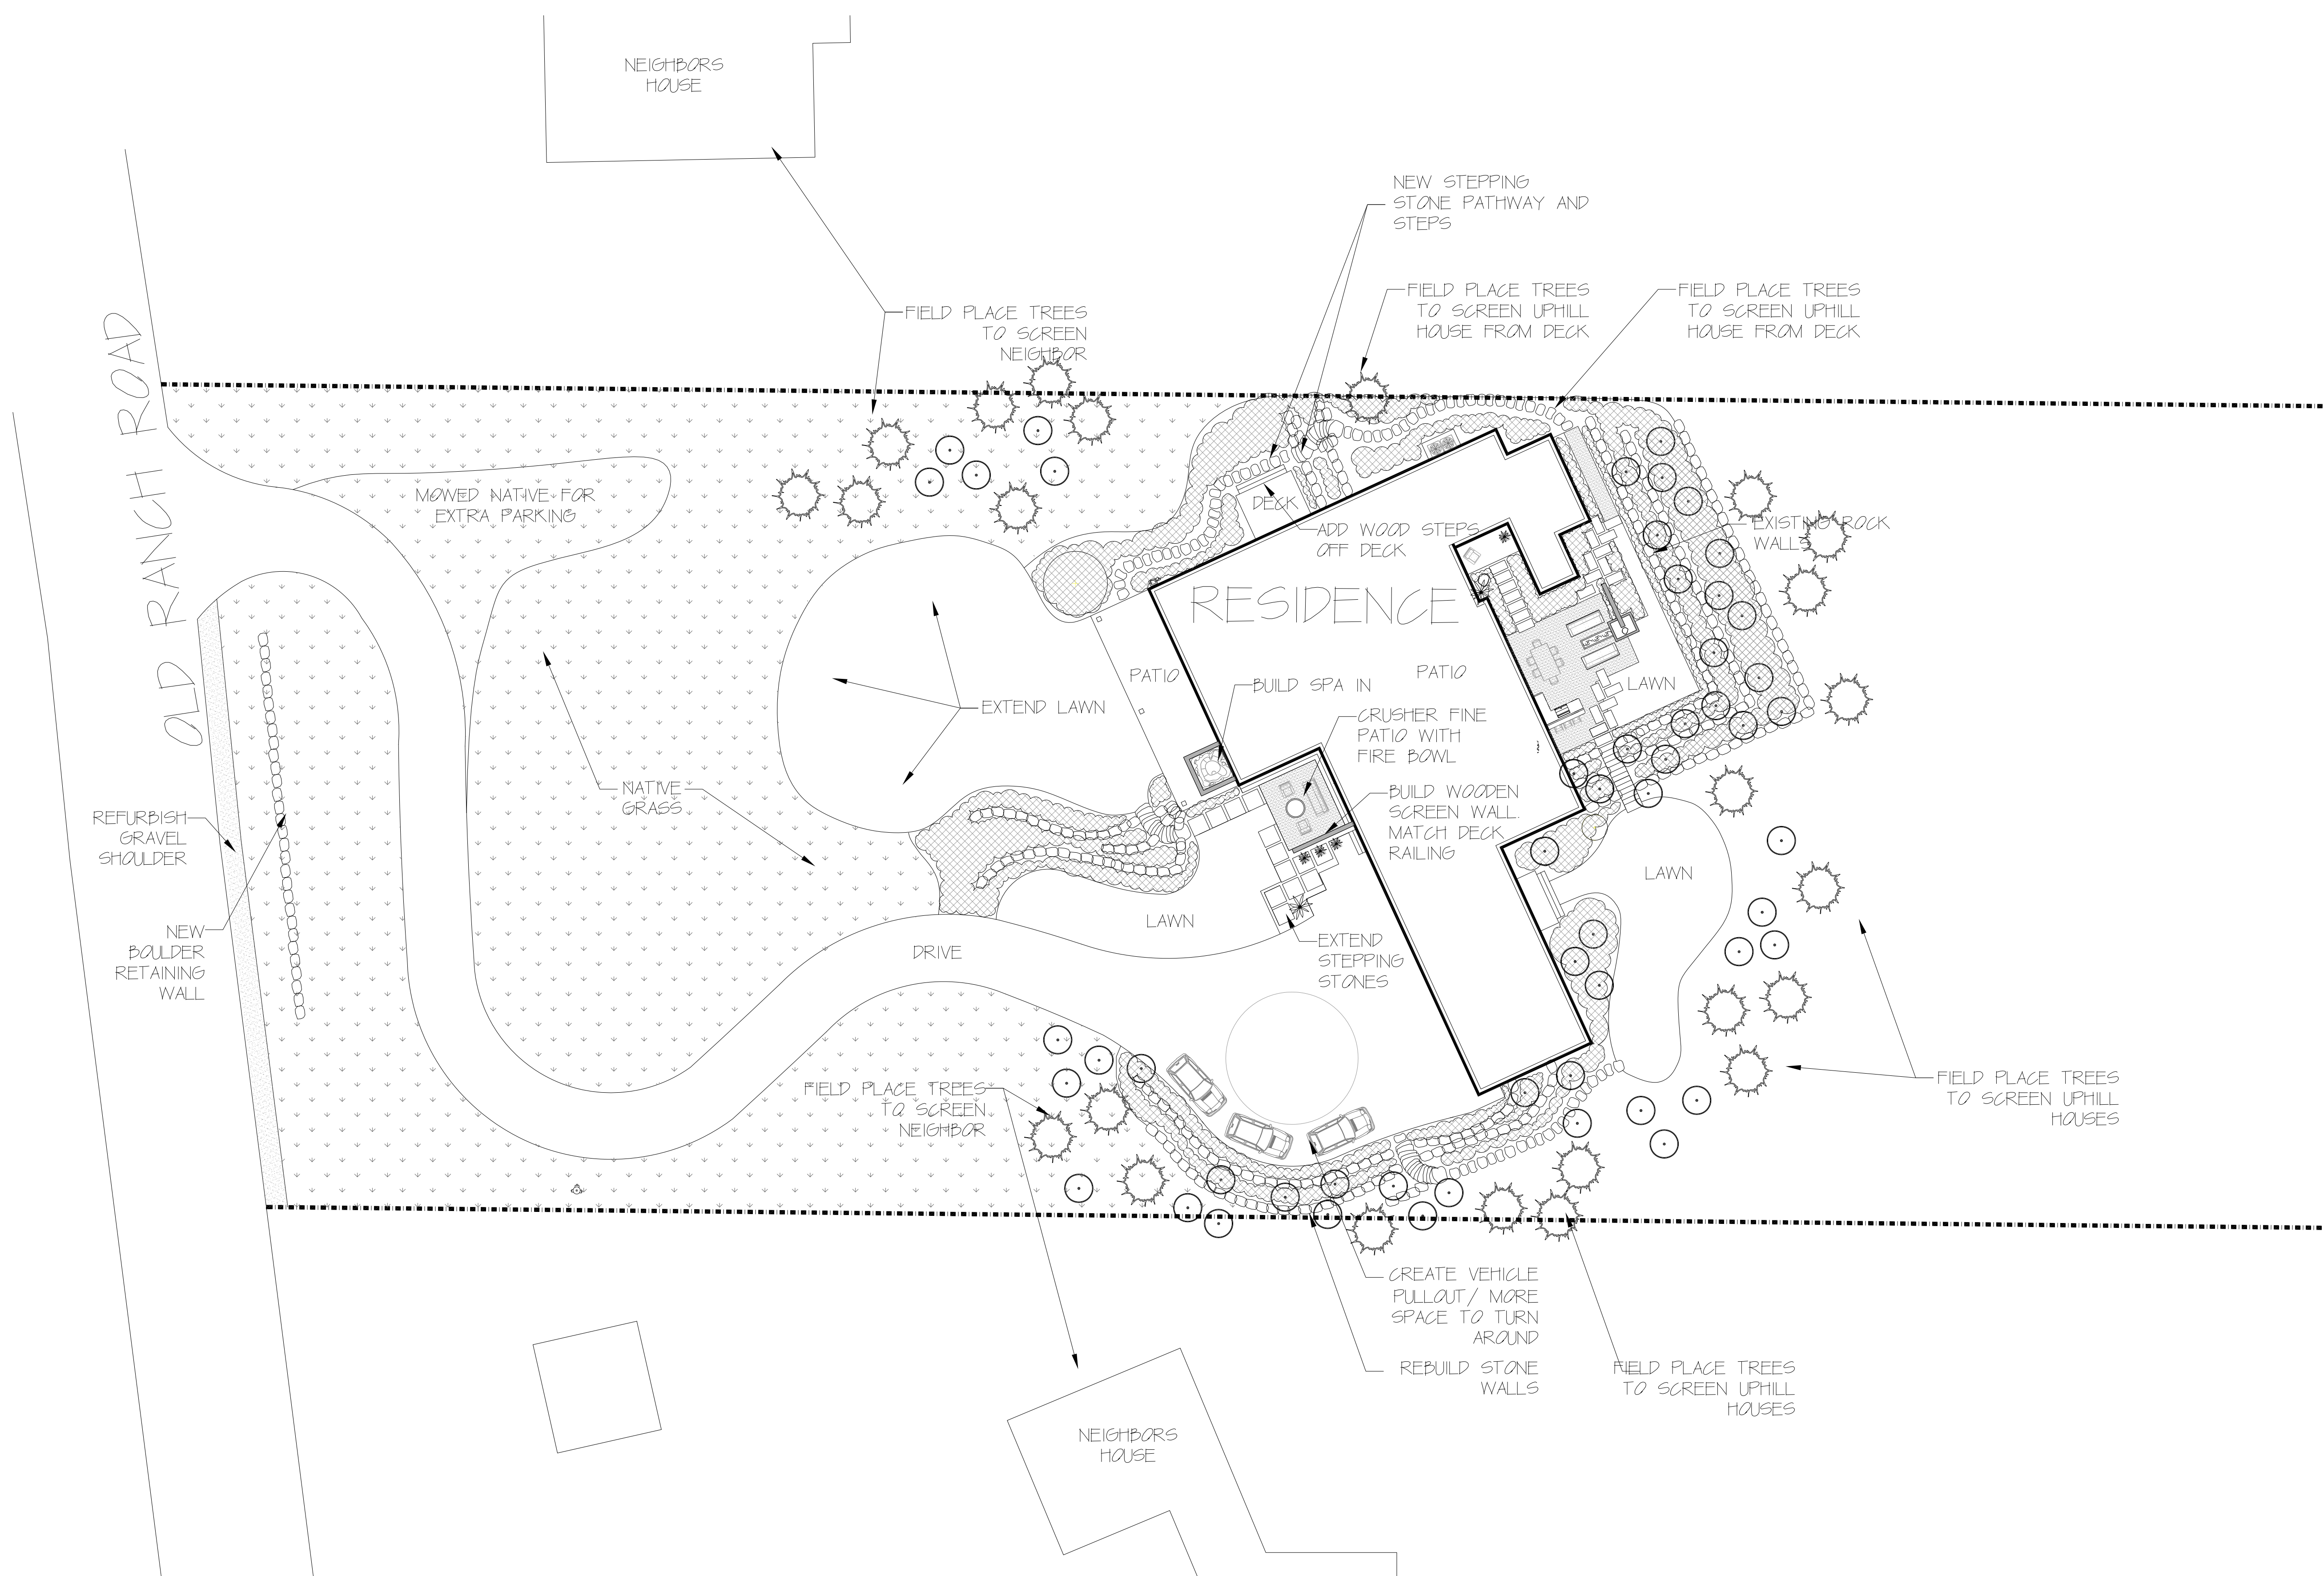 NEIGHBORS
HOUSE
NEW STEPPING
STONE PATHWAY AND
STEPS
FIELD PLACE TREES
TO SCREEN UPHILL
HOUSE FROM DECK
FIELD PLACE TREES
TO SCREEN UPHILL
HOUSE FROM DECK
FIELD PLACE TREES
TO SCREEN
NEIGHBOR
OLD RANCH ROAD
MOWED NATIVE FOR
EXTRA PARKING
DECK
ADD WOOD STEPS
OFF DECK
EXISTING ROCK
WALLS
RESIDENCE
PATIO
PATIO
BUILD SPA IN
LAWN
EXTEND LAWN
CRUSHER FINE
PATIO WITH
FIRE BOWL
NATIVE
GRASS
BUILD WOODEN
SCREEN WALL.
MATCH DECK
RAILING
REFURBISH
GRAVEL
SHOULDER
LAWN
LAWN
NEW
BOULDER
RETAINING
WALL
DRIVE
EXTEND
STEPPING
STONES
FIELD PLACE TREES
TO SCREEN
NEIGHBOR
FIELD PLACE TREES
TO SCREEN UPHILL
HOUSES
CREATE VEHICLE
PULLOUT/ MORE
SPACE TO TURN
AROUND
REBUILD STONE
WALLS
FIELD PLACE TREES
TO SCREEN UPHILL
HOUSES
NEIGHBORS
HOUSE